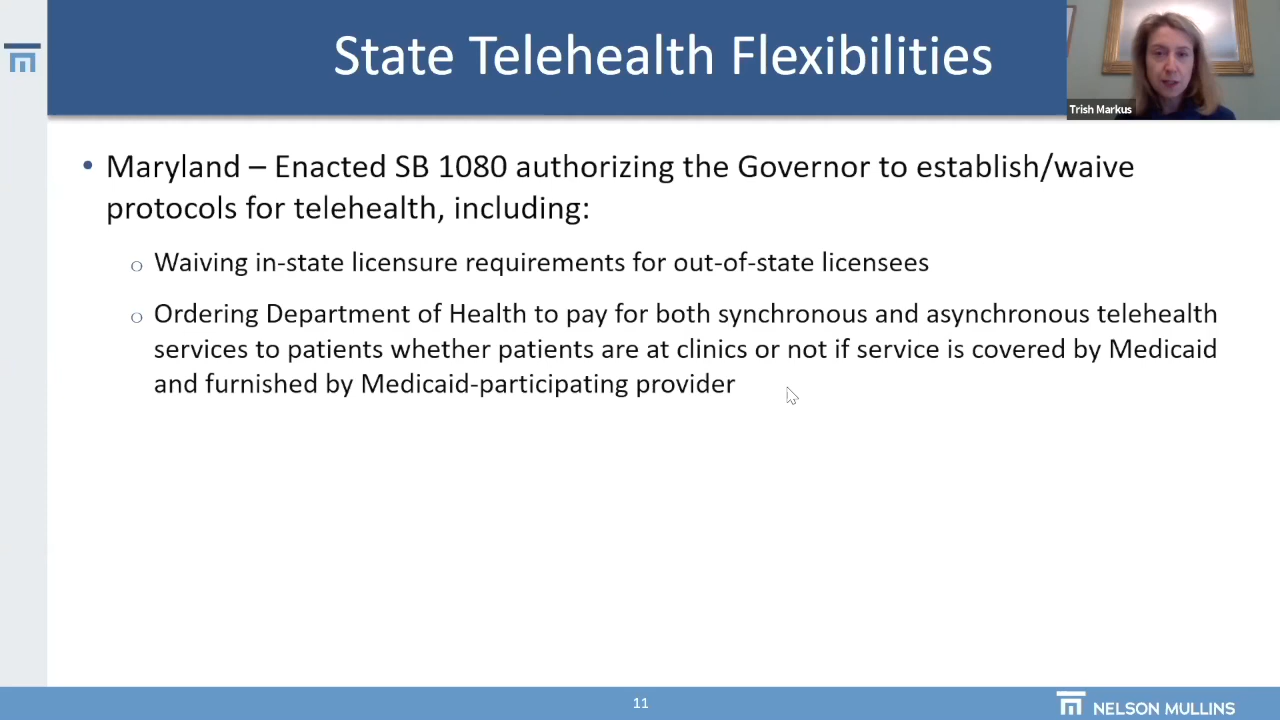 State Telehealth Flexibilities
Trish Markus
• Maryland – Enacted SB 1080 authorizing the Governor to establish/waive
protocols for telehealth, including:
o Waiving in-state licensure requirements for out-of-state licensees
o Ordering Department of Health to pay for both synchronous and asynchronous telehealth
services to patients whether patients are at clinics or not if service is covered by Medicaid
and furnished by Medicaid-participating provider
11
NELSON MULLINS